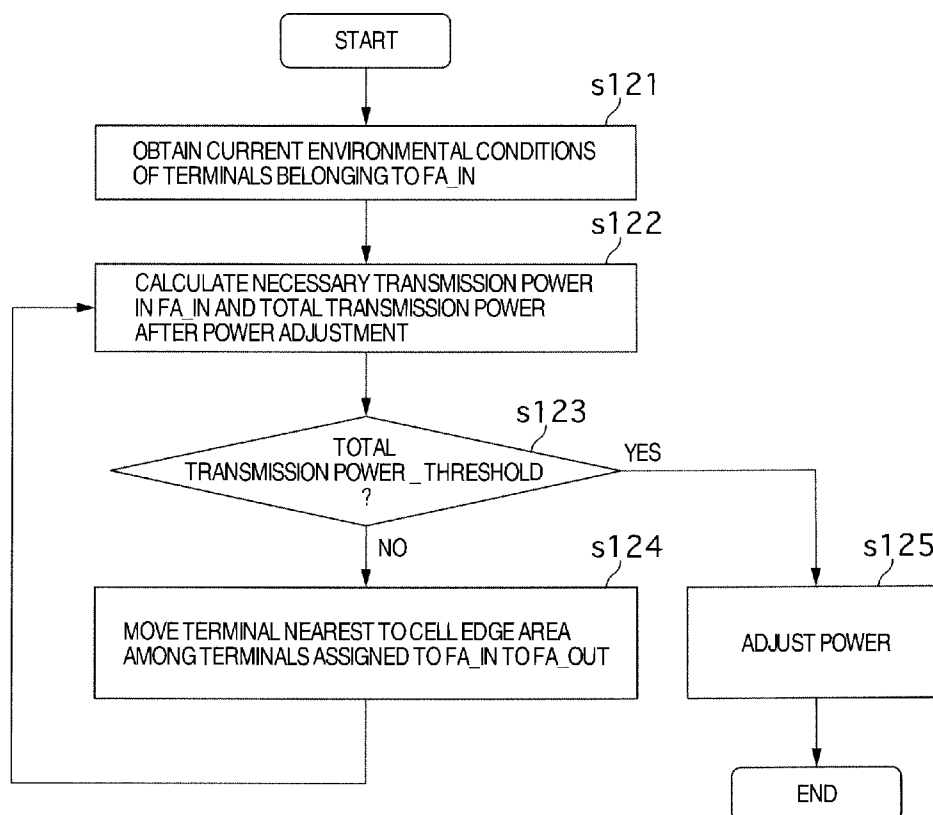 START
s121
OBTAIN CURRENT ENVIRONMENTAL CONDITIONS
OF TERMINALS BELONGING TO FA_IN
s122
CALCULATE NECESSARY TRANSMISSION POWER
IN FA_IN AND TOTAL TRANSMISSION POWER
AFTER POWER ADJUSTMENT
s123
TOTAL
TRANSMISSION POWER _ THRESHOLD
?
YES
NO
s124
MOVE TERMINAL NEAREST TO CELL EDGE AREA
AMONG TERMINALS ASSIGNED TO FA_IN TO FA_OUT
s125
ADJUST POWER
END